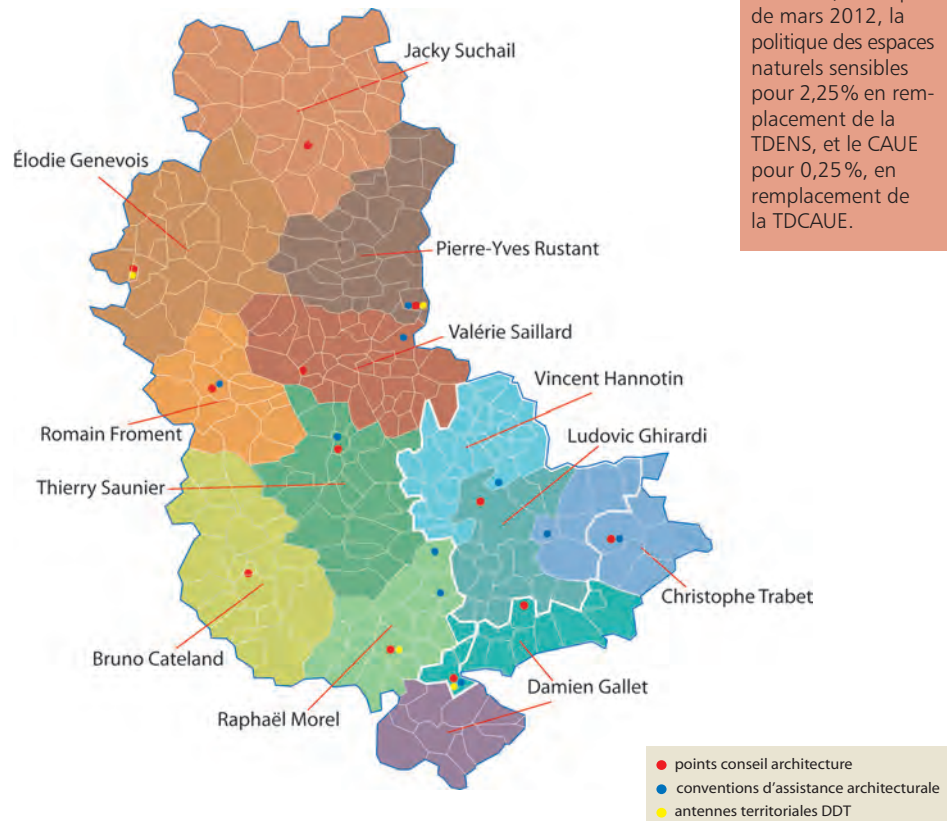 de mars 2012, la
politique des espaces
naturels sensibles
pour 2,25% en rem-
placement de la
TDENS, et le CAUE
pour 0,25%, en
remplacement de
la TDCAUE.
Jacky Suchail
Élodie Genevois
Pierre-Yves Rustant
Valérie Saillard
Vincent Hannotin
Romain Froment
Ludovic Ghirardi
Thierry Saunier
Christophe Trabet
Bruno Cateland
Damien Gallet
Raphaël Morel
points conseil architecture
conventions d'assistance architecturale
antennes territoriales DDT